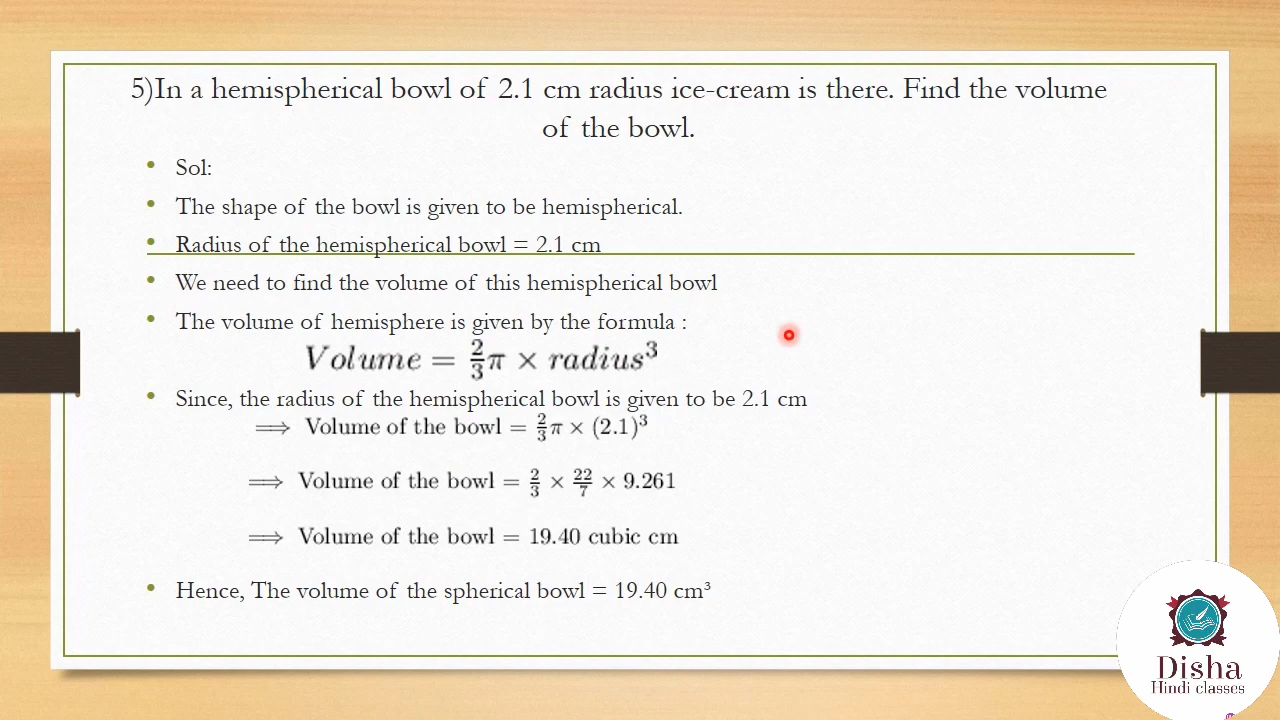 5)In a hemispherical bowl of 2.1 cm radius ice-cream is there. Find the volume
of the bowl.
• Sol:
• The shape of the bowl is given to be hemispherical.
• Radius of the hemispherical bowl = 2.1 cm
• We need to find the volume of this hemispherical bowl
• The volume of hemisphere is given by the formula :
Volume = 2/3 π × radius³
• Since, the radius of the hemispherical bowl is given to be 2.1 cm
⟹ Volume of the bowl = 2/3 π × (2.1)³
⟹ Volume of the bowl = 2/3 × 22/7 × 9.261
⟹ Volume of the bowl = 19.40 cubic cm
• Hence, The volume of the spherical bowl = 19.40 cm³
Disha
Hindi classes